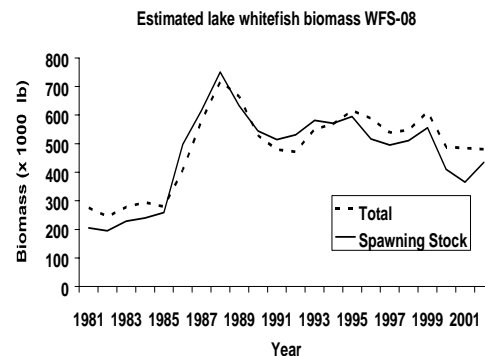 Estimated lake whitefish biomass WFS-08
Biomass (x 1000 lb)
800
700
600
500
400
300
200
100
0
Total
Spawning Stock
1981 1983 1985 1987 1989 1991 1993 1995 1997 1999 2001
Year